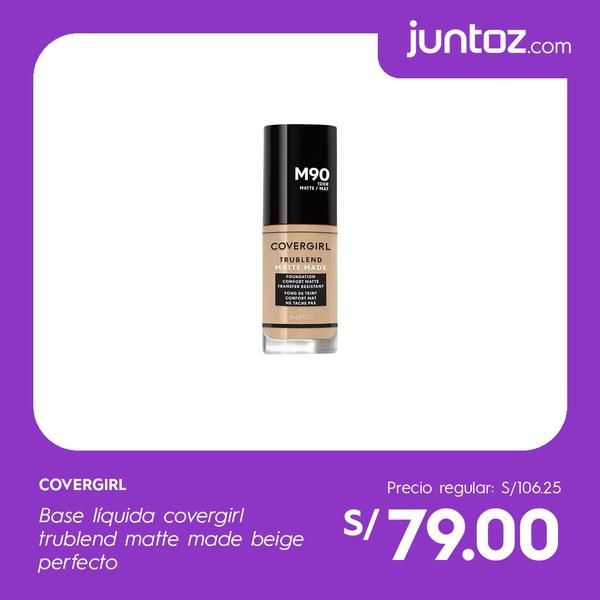 juntoz.com
M90
12HR
MATTE / MAT
COVERGIRL
TRUBLEND
MATTE MADE
FOUNDATION
COMFORT MATTE
TRANSFER RESISTANT
FOND DE TEINT
CONFORT MAT
NE TACHE PAS
COVERGIRL
Base líquida covergirl
trublend matte made beige
perfecto
Precio regular: S/106.25
S/79.00